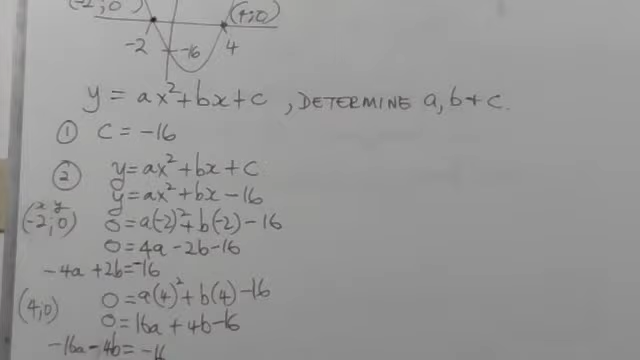 (-2;0) (4;0)
-2 -16 4
y = ax²+bx+c , DETERMINE a, b + c.
① c = -16
② y = ax² + bx + c
y = ax² + bx - 16
x y
(-2;0) 0 = a(-2)² + b(-2) - 16
0 = 4a - 2b - 16
-4a + 2b = -16
(4;0) 0 = a(4)² + b(4) - 16
0 = 16a + 4b - 16
-16a - 4b = -16